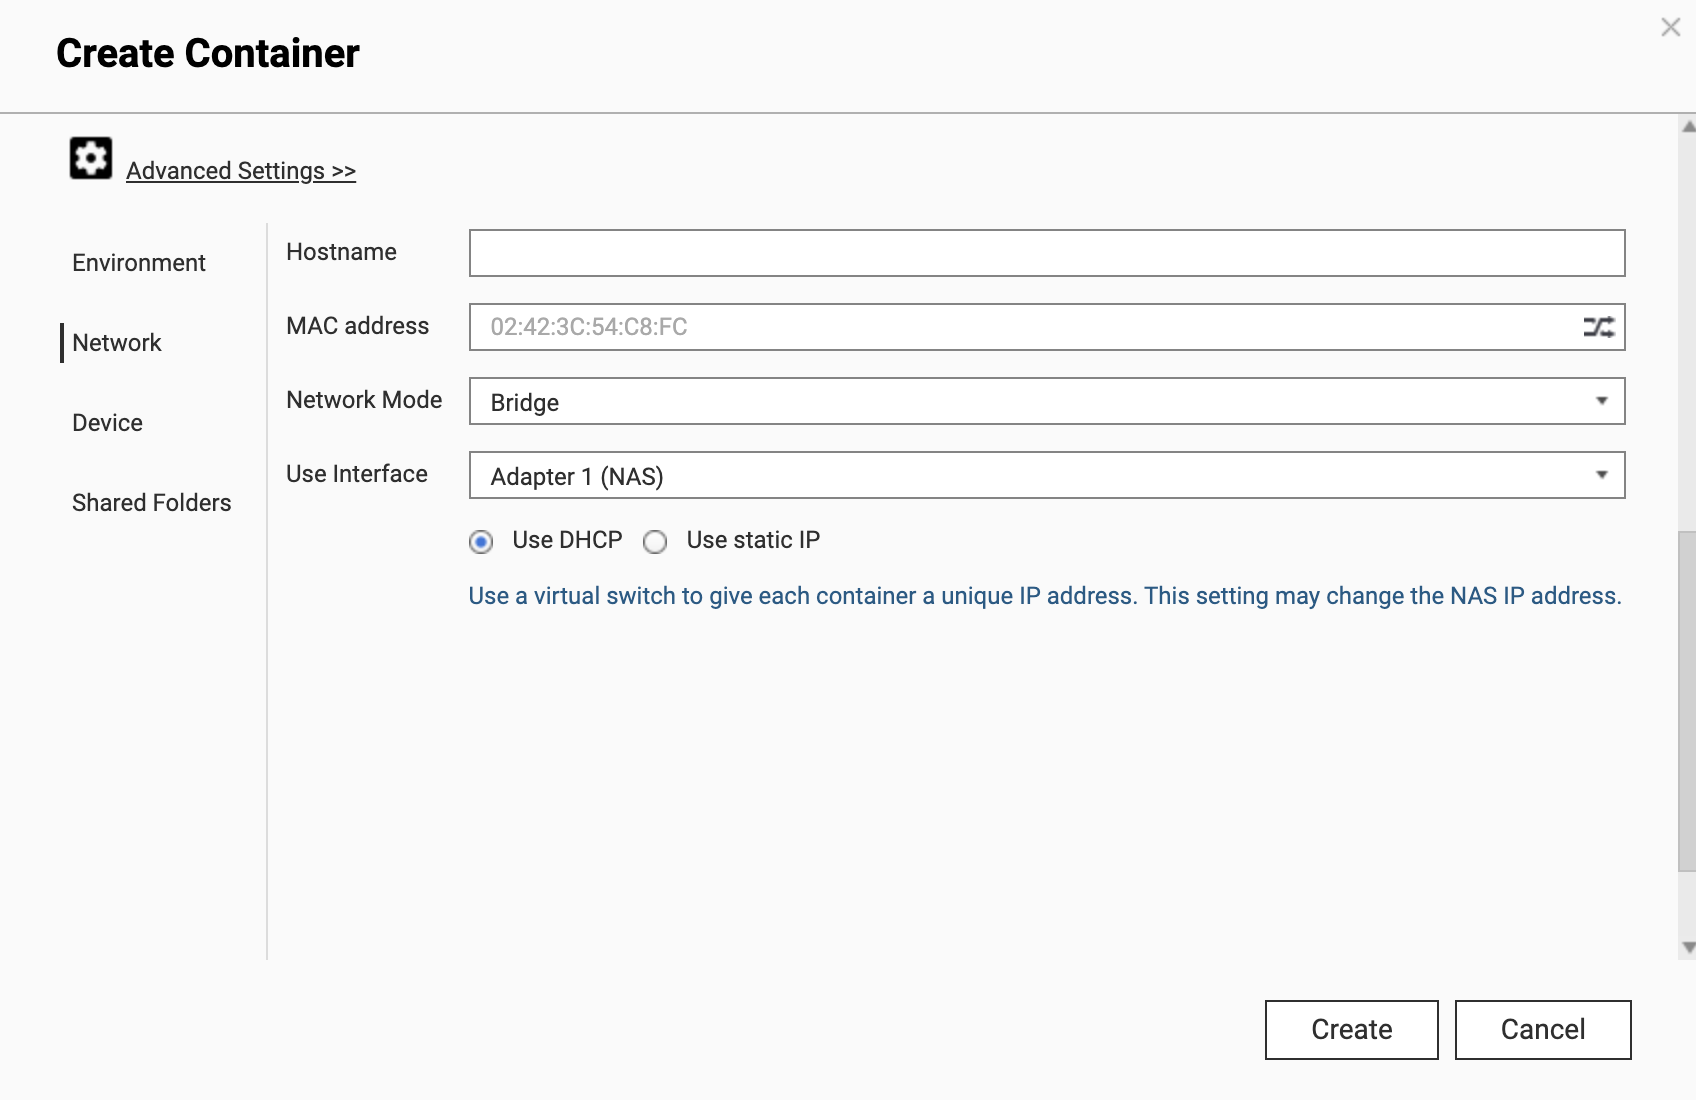 Create Container
Advanced Settings >>
Environment
Network
Device
Shared Folders
Hostname
MAC address 02:42:3C:54:C8:FC
Network Mode Bridge
Use Interface Adapter 1 (NAS)
Use DHCP Use static IP
Use a virtual switch to give each container a unique IP address. This setting may change the NAS IP address.
Create Cancel